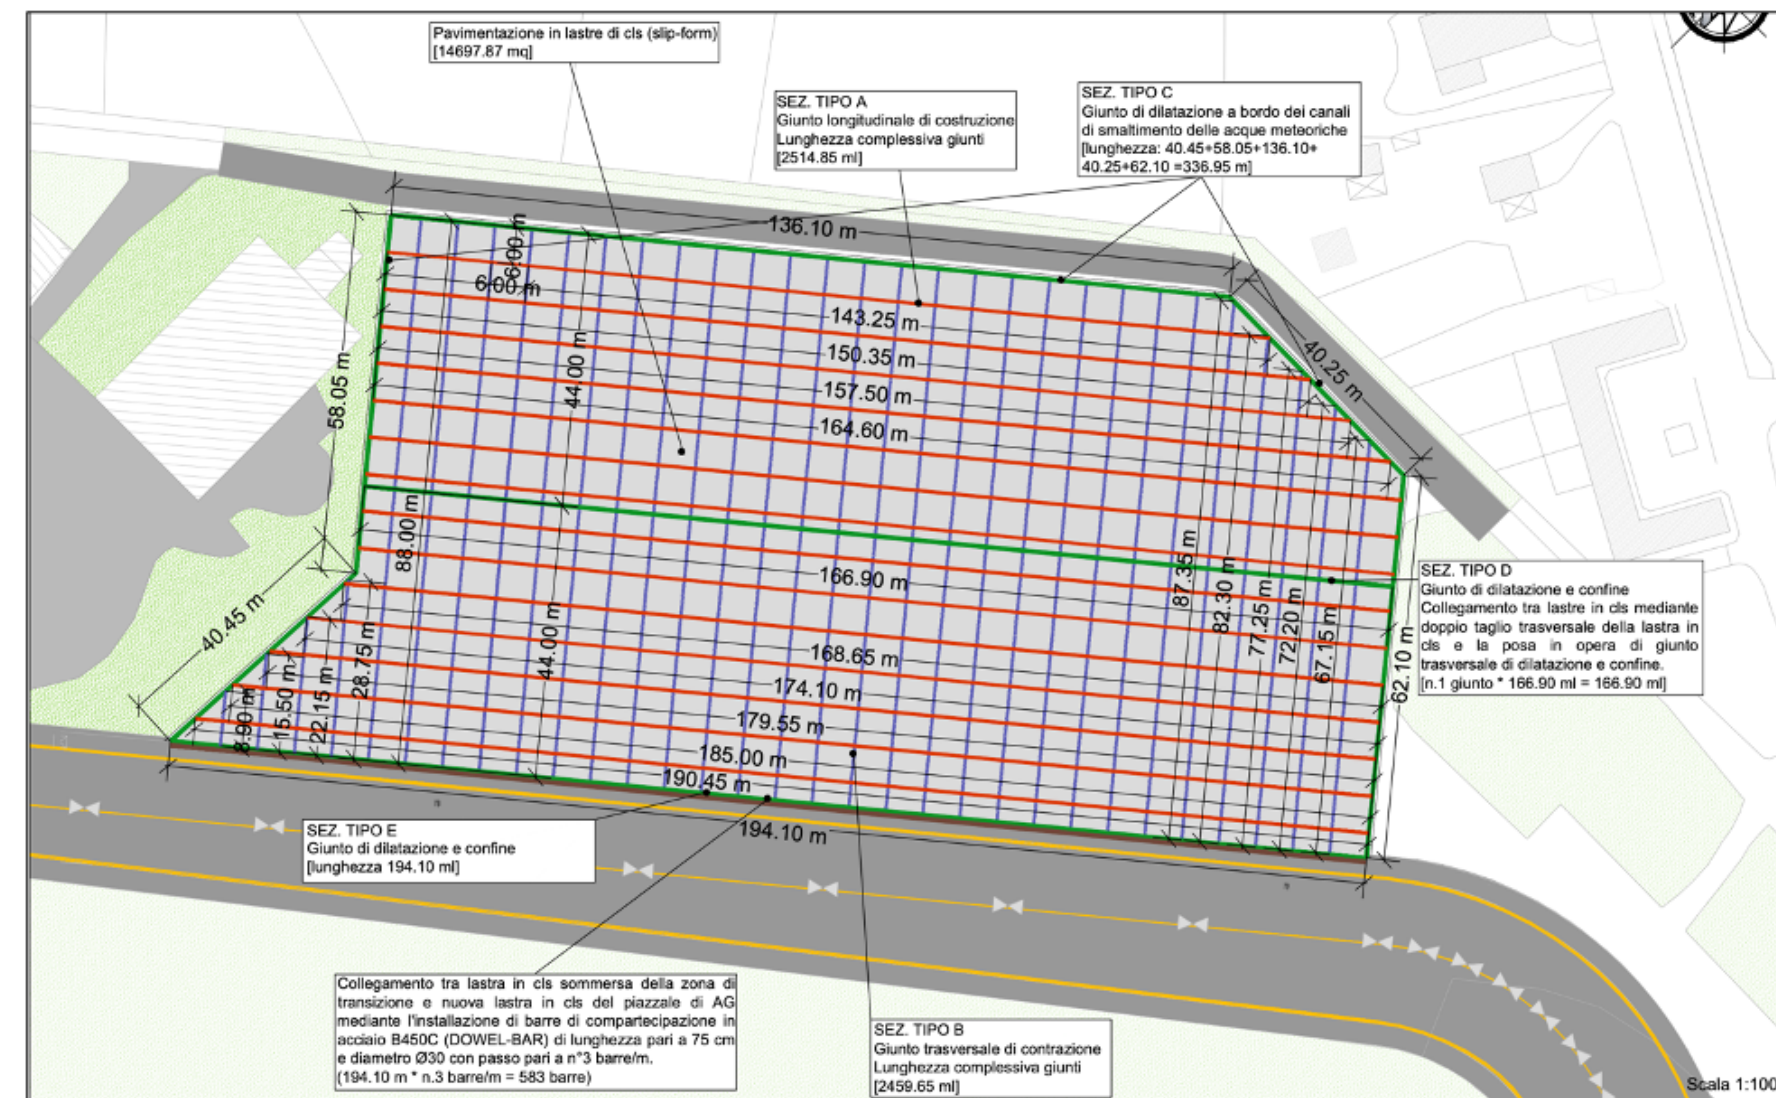 Pavimentazione in lastre di cls (slip-form)
[14697.87 mq]
SEZ. TIPO A
Giunto longitudinale di costruzione
Lunghezza complessiva giunti
[2514.85 ml]
SEZ. TIPO C
Giunto di dilatazione a bordo dei canali
di smaltimento delle acque meteoriche
[lunghezza: 40.45+58.05+136.10+
40.25+62.10 =336.95 m]
136.10 m
6.00 m
6.00 m
143.25 m
150.35 m
157.50 m
164.60 m
44.00 m
58.05 m
40.25 m
88.00 m
166.90 m
87.35 m
82.30 m
77.25 m
72.20 m
67.15 m
62.10 m
SEZ. TIPO D
Giunto di dilatazione e confine
Collegamento tra lastre in cls mediante
doppio taglio trasversale della lastra in
cls e la posa in opera di giunto
trasversale di dilatazione e confine.
[n.1 giunto * 166.90 ml = 166.90 ml]
40.45 m
8.90 m
15.50 m
22.15 m
28.75 m
44.00 m
168.65 m
174.10 m
179.55 m
185.00 m
190.45 m
194.10 m
SEZ. TIPO E
Giunto di dilatazione e confine
[lunghezza 194.10 ml]
Collegamento tra lastra in cls sommersa della zona di
transizione e nuova lastra in cls del piazzale di AG
mediante l'installazione di barre di compartecipazione in
acciaio B450C (DOWEL-BAR) di lunghezza pari a 75 cm
e diametro Ø30 con passo pari a n°3 barre/m.
(194.10 m * n.3 barre/m = 583 barre)
SEZ. TIPO B
Giunto trasversale di contrazione
Lunghezza complessiva giunti
[2459.65 ml]
Scala 1:100